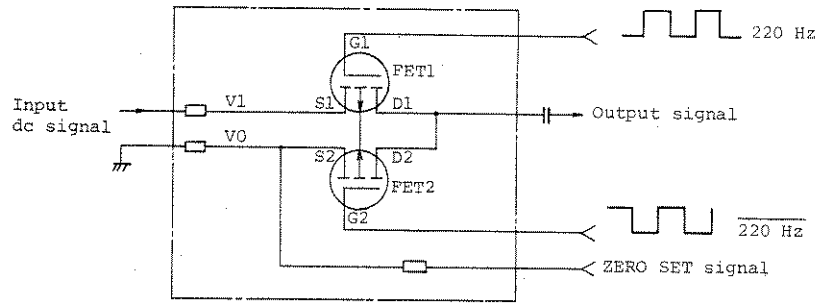 G1
220 Hz
FET1
Input
dc signal
V1
S1
D1
Output signal
V0
S2
D2
FET2
G2
220 Hz
ZERO SET signal